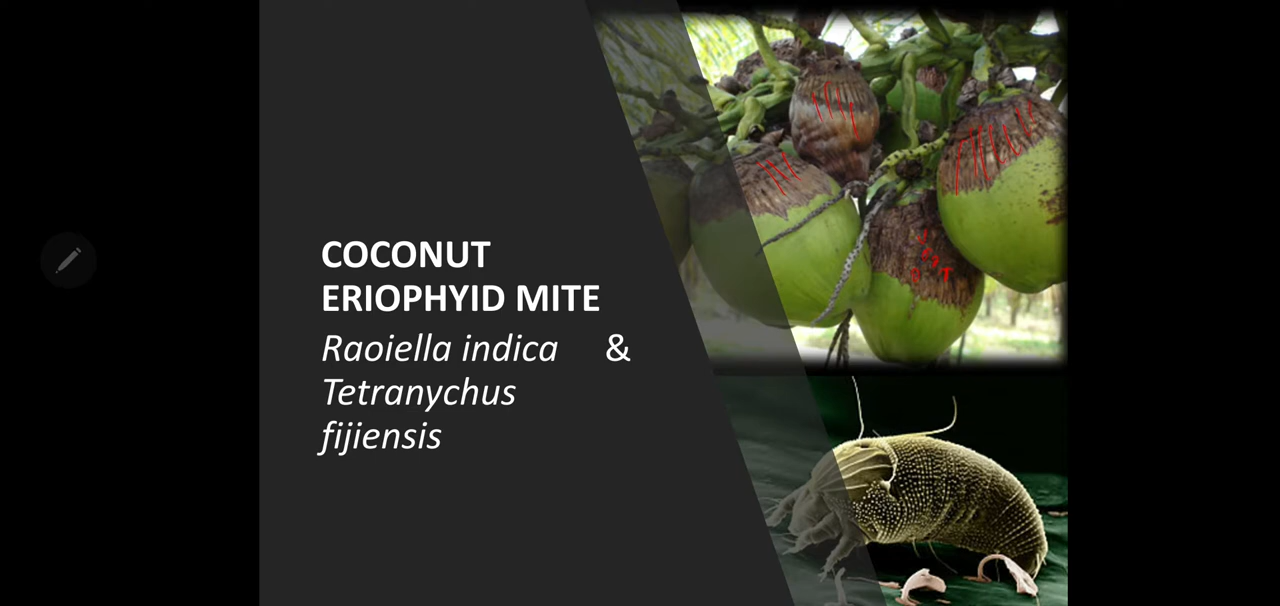 COCONUT
ERIOPHYID MITE
Raoiella indica &
Tetranychus
fijiensis